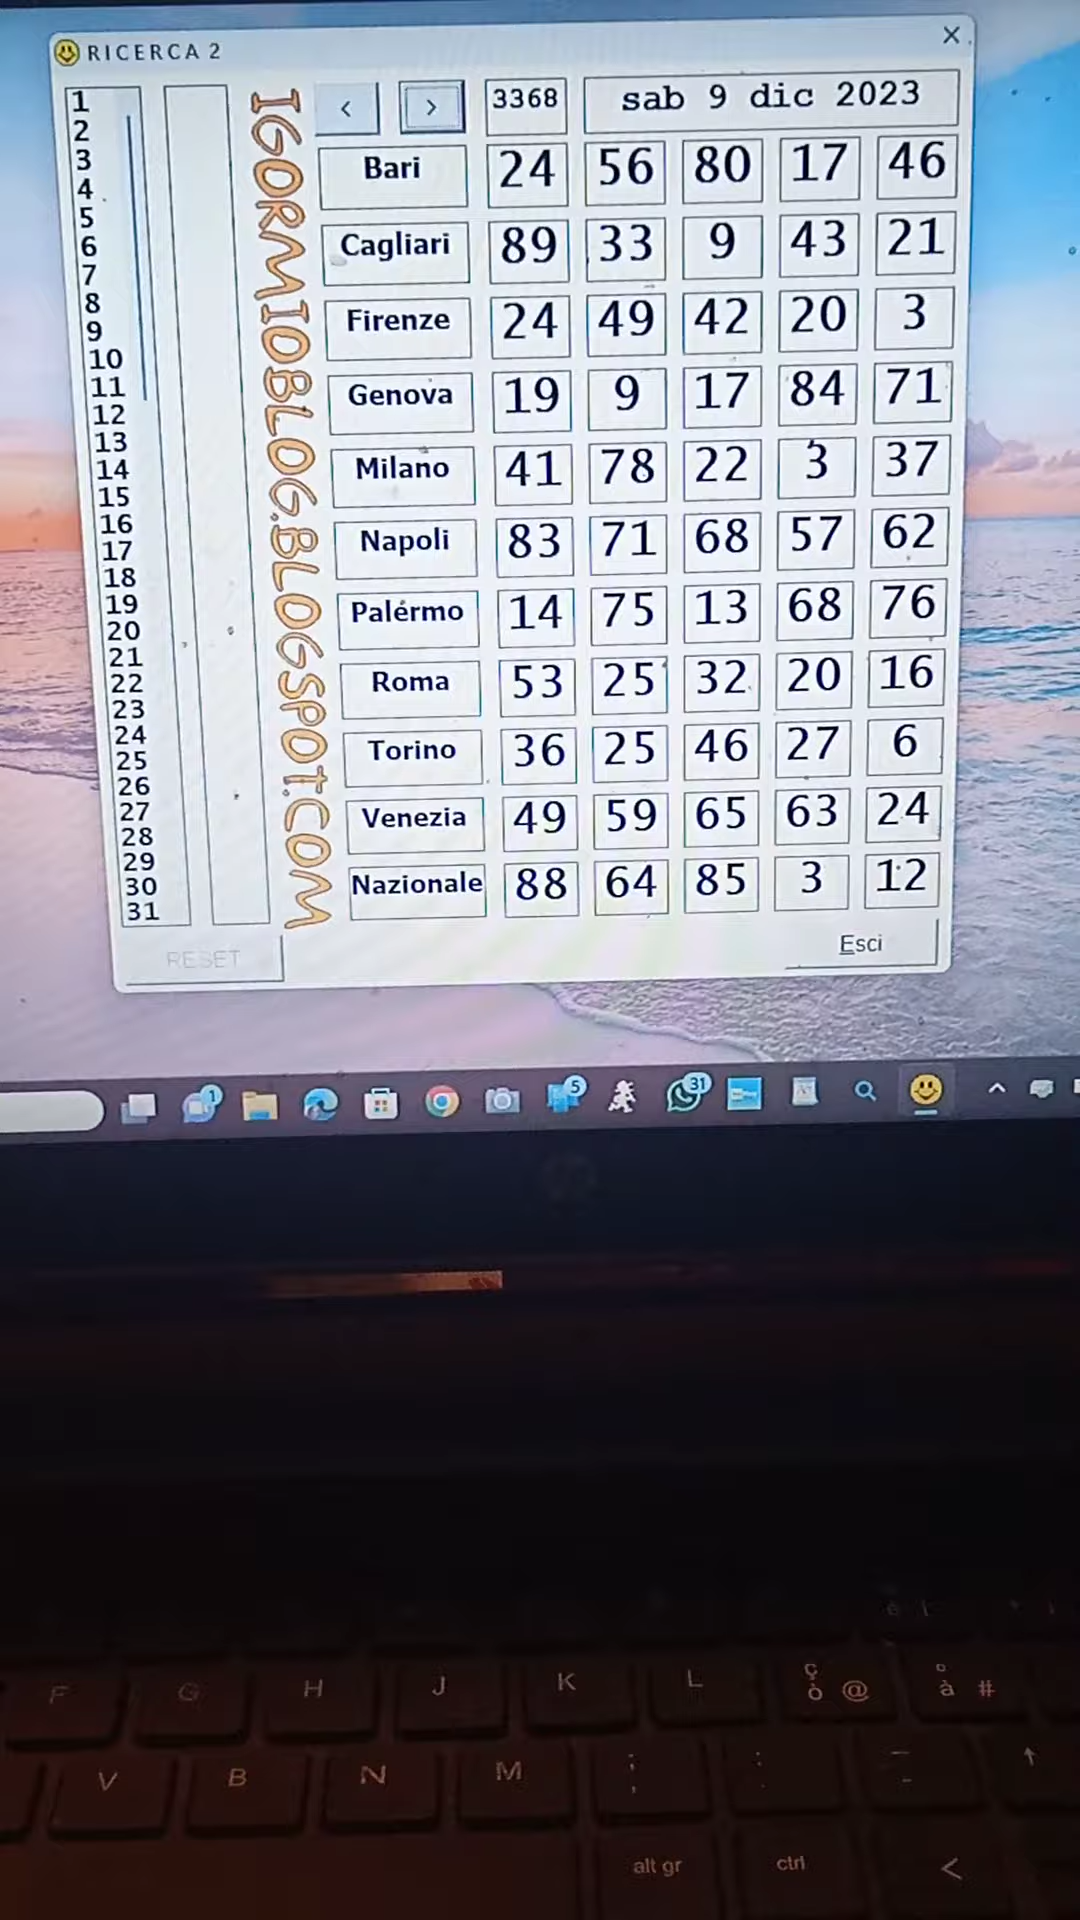 RICERCA 2
1
2
3
4
5
6
7
8
9
10
11
12
13
14
15
16
17
18
19
20
21
22
23
24
25
26
27
28
29
30
31
IGORMIOBLOG.BLOGSPOT.COM
< > 3368 sab 9 dic 2023
Bari 24 56 80 17 46
Cagliari 89 33 9 43 21
Firenze 24 49 42 20 3
Genova 19 9 17 84 71
Milano 41 78 22 3 37
Napoli 83 71 68 57 62
Palermo 14 75 13 68 76
Roma 53 25 32 20 16
Torino 36 25 46 27 6
Venezia 49 59 65 63 24
Nazionale 88 64 85 3 12
RESET Esci
1 5 31
F G H J K L ç ò @ ° à #
V B N M ; , : . _ -
alt gr ctrl <